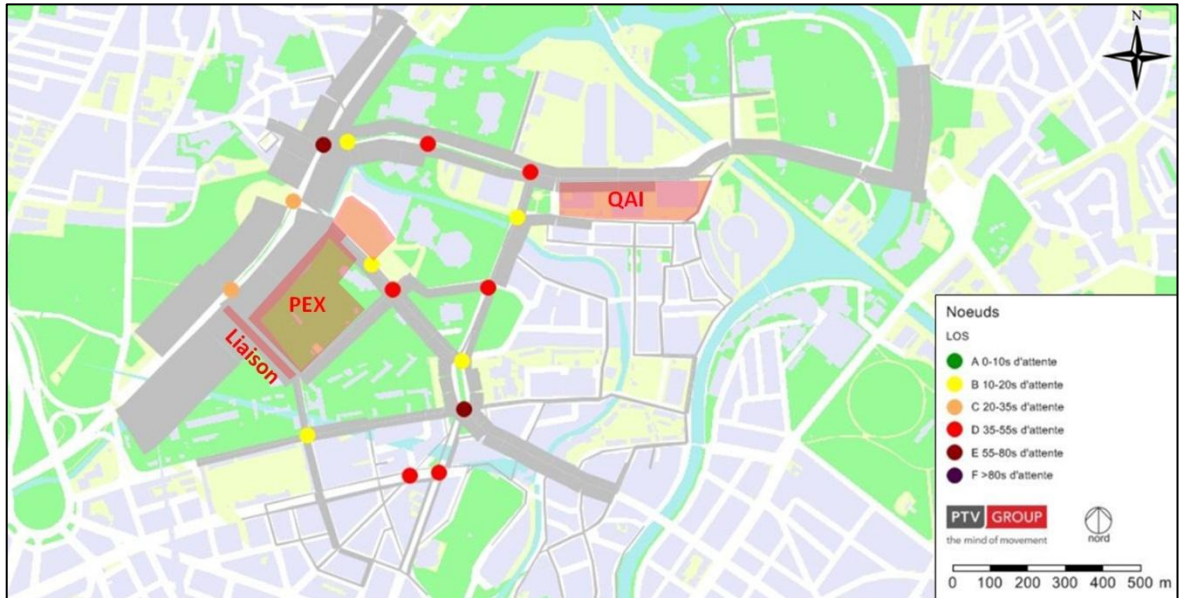 N
QAI
PEX
Liaison
Noeuds
LOS
A 0-10s d'attente
B 10-20s d'attente
C 20-35s d'attente
D 35-55s d'attente
E 55-80s d'attente
F >80s d'attente
PTV GROUP
the mind of movement
nord
0 100 200 300 400 500 m